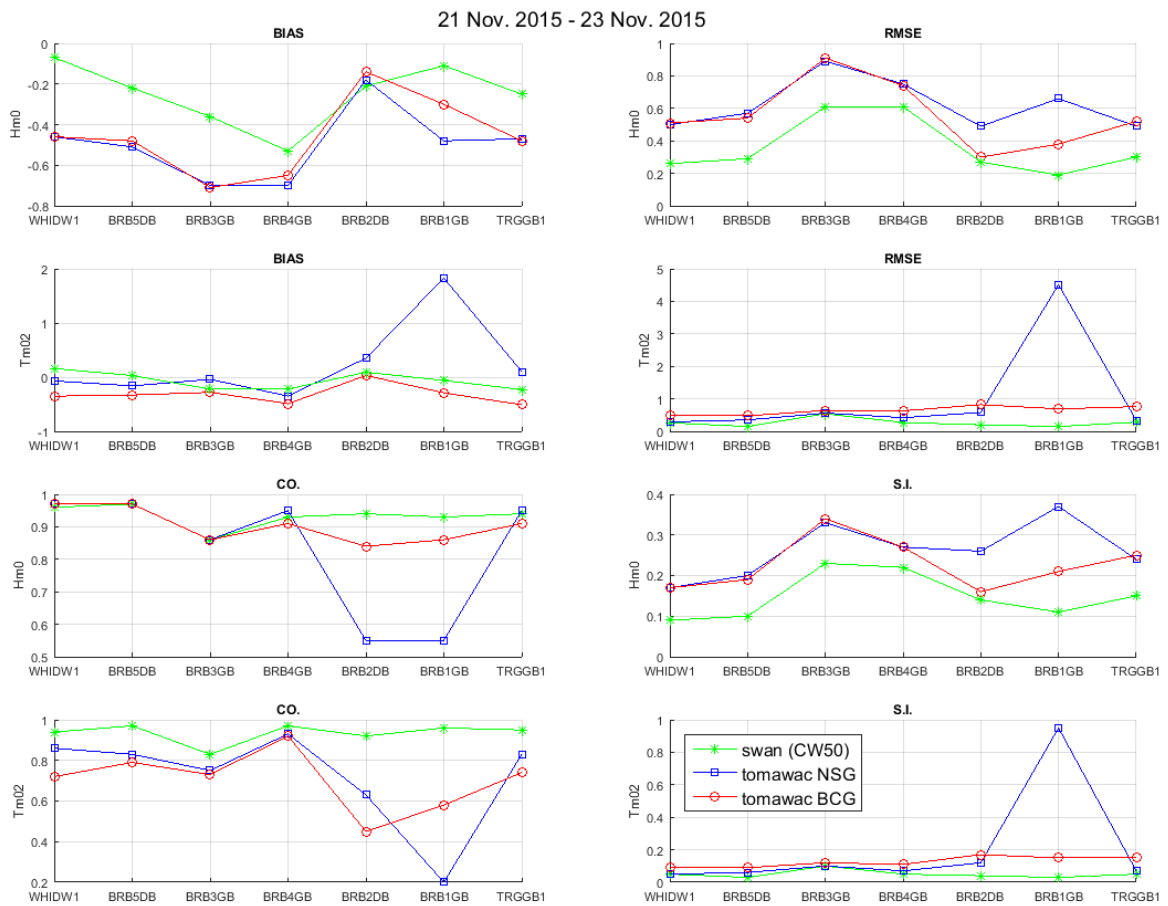 21 Nov. 2015 - 23 Nov. 2015
BIAS
0
-0.2
-0.4
-0.6
-0.8
Hm0
WHIDW1 BRB5DB BRB3GB BRB4GB BRB2DB BRB1GB TRGGB1
RMSE
1
0.8
0.6
0.4
0.2
0
Hm0
WHIDW1 BRB5DB BRB3GB BRB4GB BRB2DB BRB1GB TRGGB1
BIAS
2
1
0
-1
Tm02
WHIDW1 BRB5DB BRB3GB BRB4GB BRB2DB BRB1GB TRGGB1
RMSE
5
4
3
2
1
0
Tm02
WHIDW1 BRB5DB BRB3GB BRB4GB BRB2DB BRB1GB TRGGB1
CO.
1
0.9
0.8
0.7
0.6
0.5
Hm0
WHIDW1 BRB5DB BRB3GB BRB4GB BRB2DB BRB1GB TRGGB1
S.I.
0.4
0.3
0.2
0.1
0
Hm0
WHIDW1 BRB5DB BRB3GB BRB4GB BRB2DB BRB1GB TRGGB1
CO.
1
0.8
0.6
0.4
0.2
Tm02
WHIDW1 BRB5DB BRB3GB BRB4GB BRB2DB BRB1GB TRGGB1
S.I.
1
0.8
0.6
0.4
0.2
0
Tm02
swan (CW50)
tomawac NSG
tomawac BCG
WHIDW1 BRB5DB BRB3GB BRB4GB BRB2DB BRB1GB TRGGB1